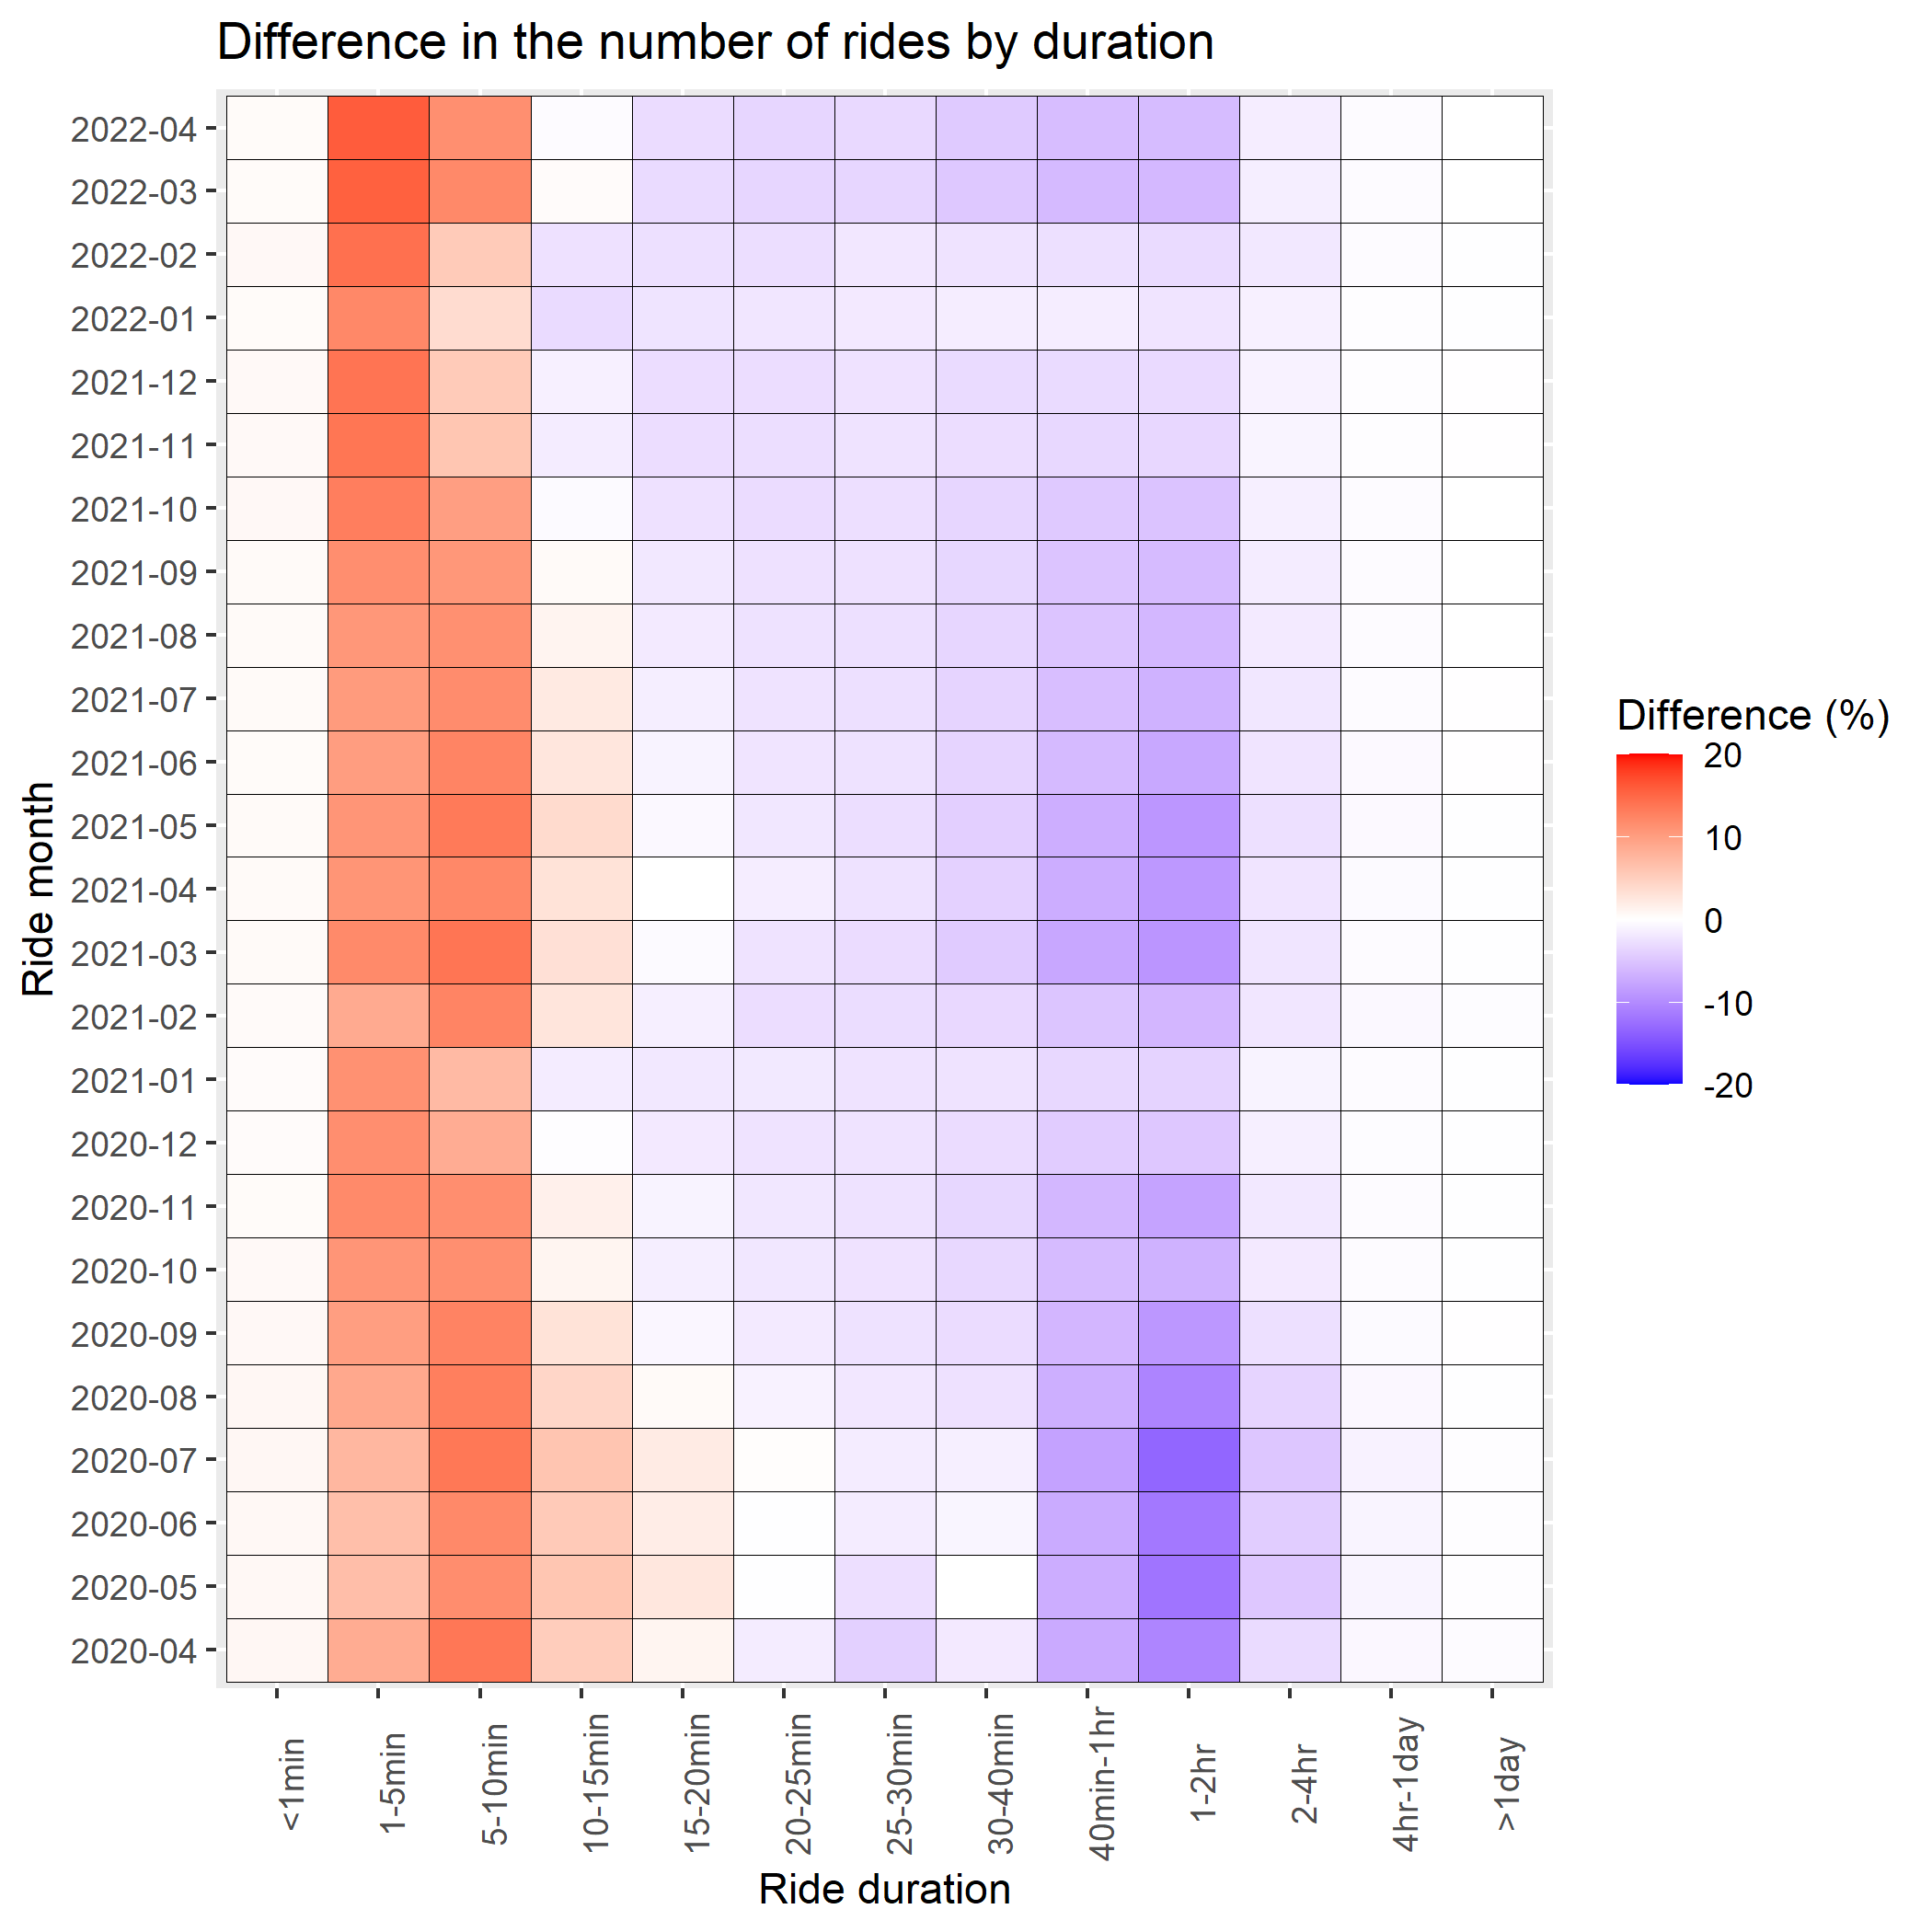 Difference in the number of rides by duration
2022-04
2022-03
2022-02
2022-01
2021-12
2021-11
2021-10
2021-09
2021-08
2021-07
2021-06
2021-05
2021-04
2021-03
2021-02
2021-01
2020-12
2020-11
2020-10
2020-09
2020-08
2020-07
2020-06
2020-05
2020-04
Ride month
<1min
1-5min
5-10min
10-15min
15-20min
20-25min
25-30min
30-40min
40min-1hr
1-2hr
2-4hr
4hr-1day
>1day
Ride duration
Difference (%)
20
10
0
-10
-20